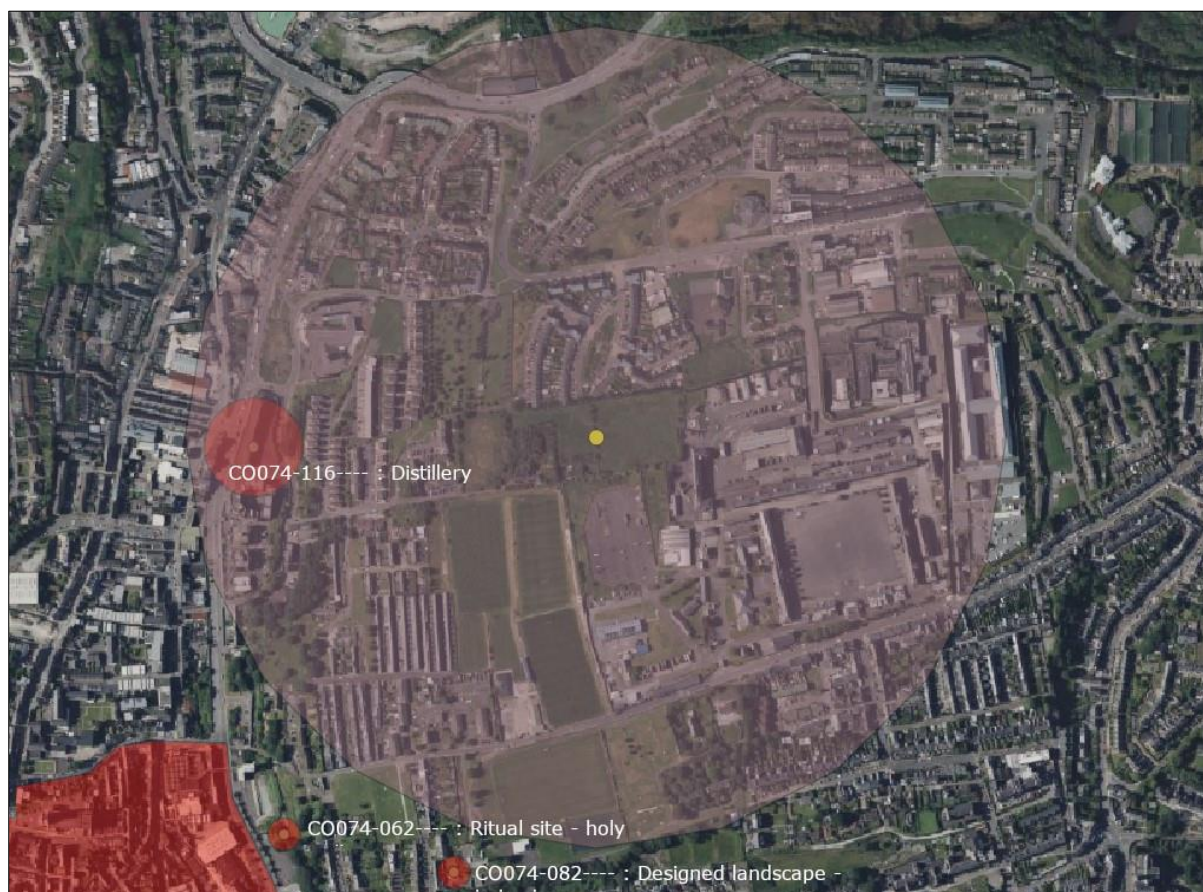 CO074-116---- : Distillery
CO074-062---- : Ritual site - holy
CO074-082---- : Designed landscape -